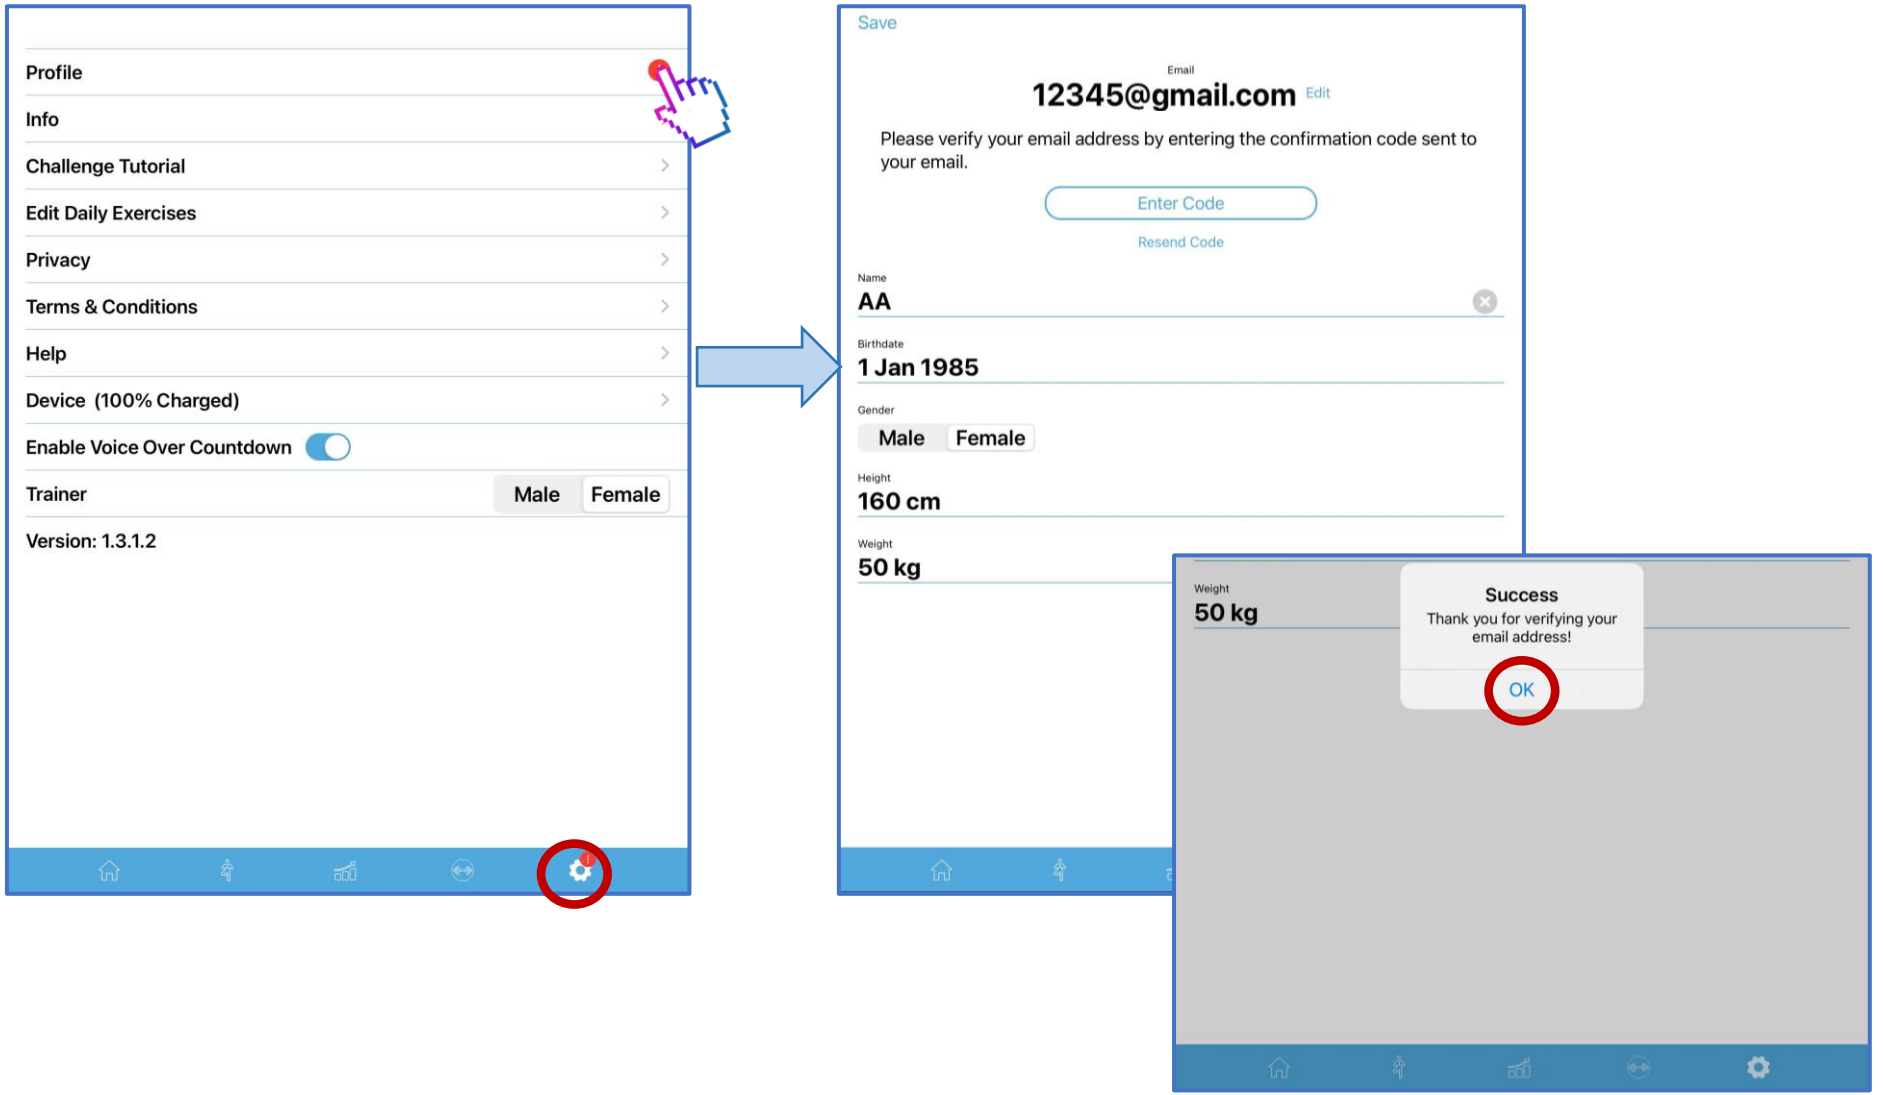 Profile
Info
Challenge Tutorial
Edit Daily Exercises
Privacy
Terms & Conditions
Help
Device (100% Charged)
Enable Voice Over Countdown
Trainer Male Female
Version: 1.3.1.2
!
Save
Email
12345@gmail.com Edit
Please verify your email address by entering the confirmation code sent to
your email.
Enter Code
Resend Code
Name
AA
Birthdate
1 Jan 1985
Gender
Male Female
Height
160 cm
Weight
50 kg
Weight
50 kg
Success
Thank you for verifying your
email address!
OK